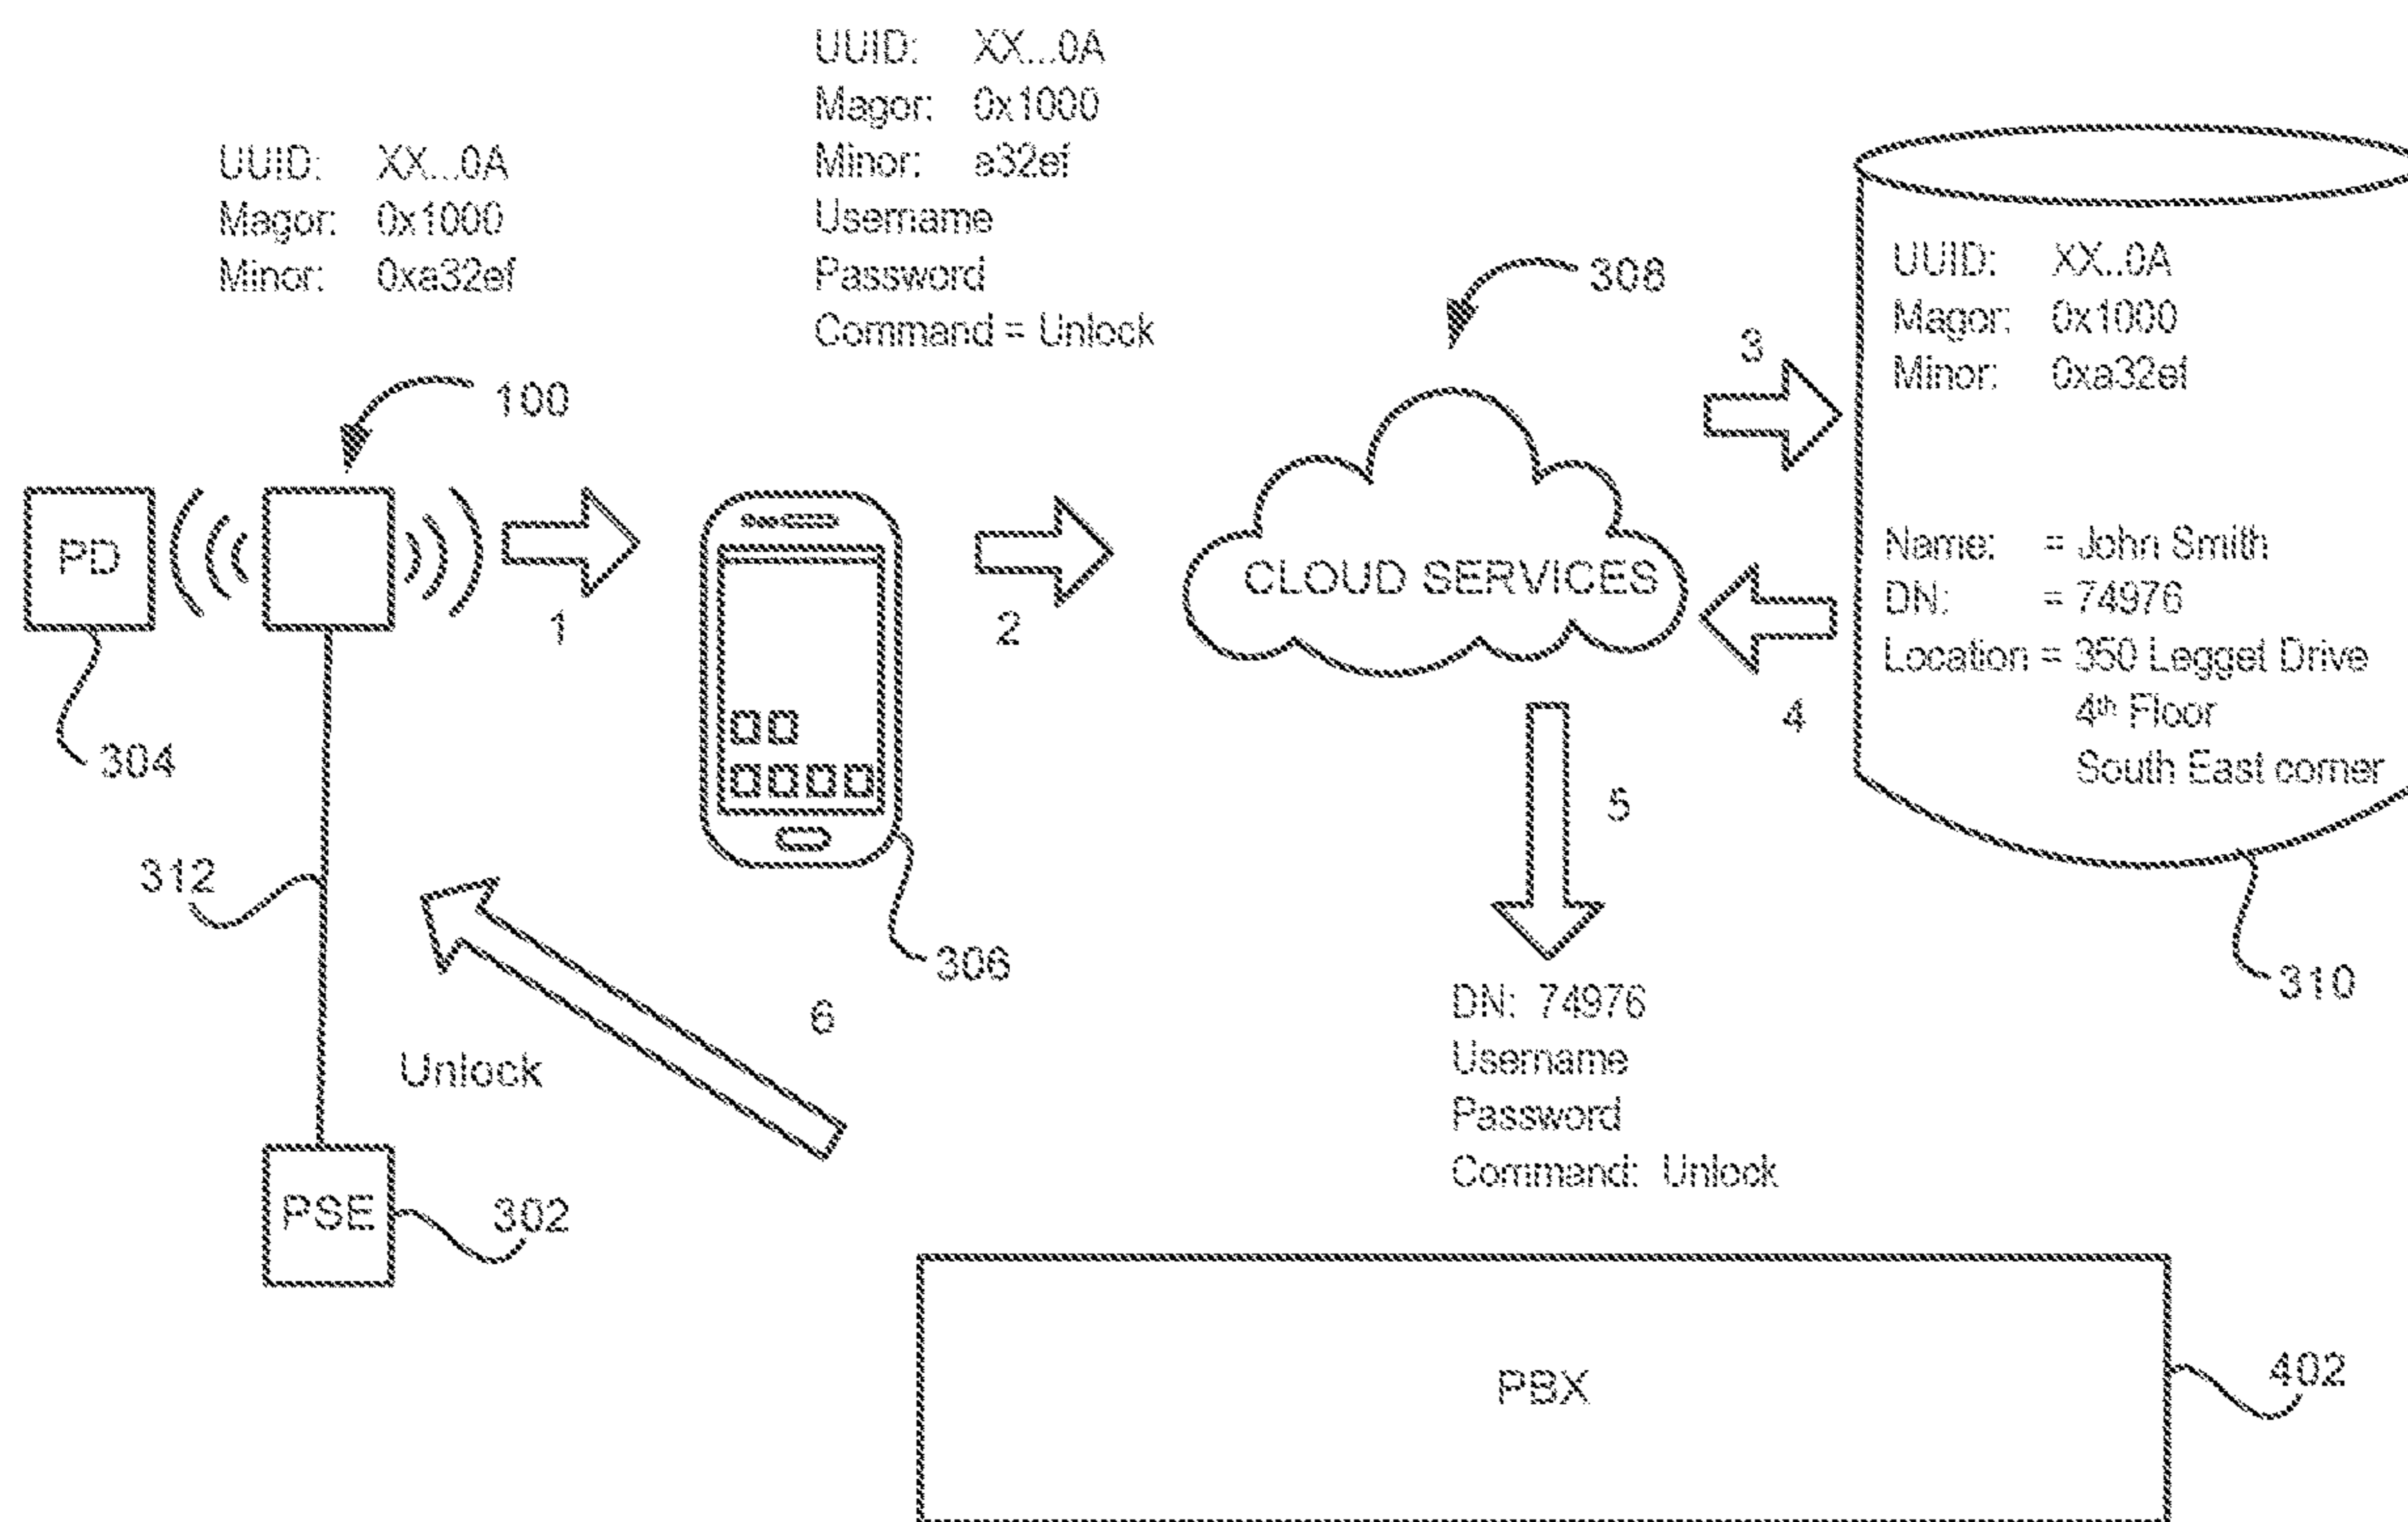 UUID: XX...0A
Magor: 0x1000
Minor: 0xa32ef
UUID: XX...0A
Magor: 0x1000
Minor: a32ef
Username
Password
Command = Unlock
308
3
UUID: XX..0A
Magor: 0x1000
Minor: 0xa32ef
100
PD
1
2
CLOUD SERVICES
4
Name: = John Smith
DN: = 74976
Location = 350 Legget Drive
4th Floor
South East corner
304
312
306
5
310
6
Unlock
DN: 74976
Username
Password
Command: Unlock
PSE
302
PBX
402